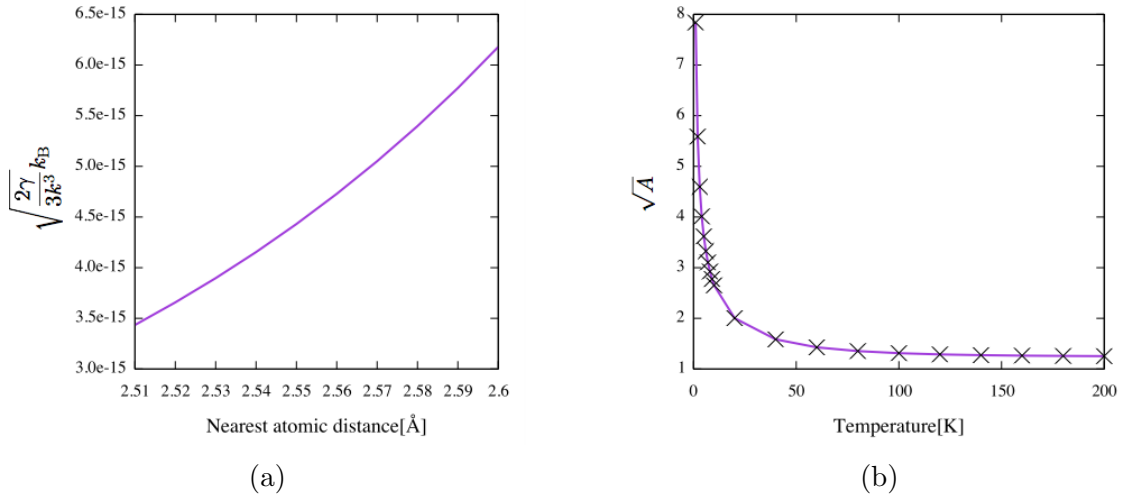 6.5e-15
6.0e-15
5.5e-15
5.0e-15
4.5e-15
4.0e-15
3.5e-15
3.0e-15
√(2γ/3k³) k_B
2.51 2.52 2.53 2.54 2.55 2.56 2.57 2.58 2.59 2.6
Nearest atomic distance[Å]
(a)
8
7
6
5
4
3
2
1
√A
0 50 100 150 200
Temperature[K]
(b)